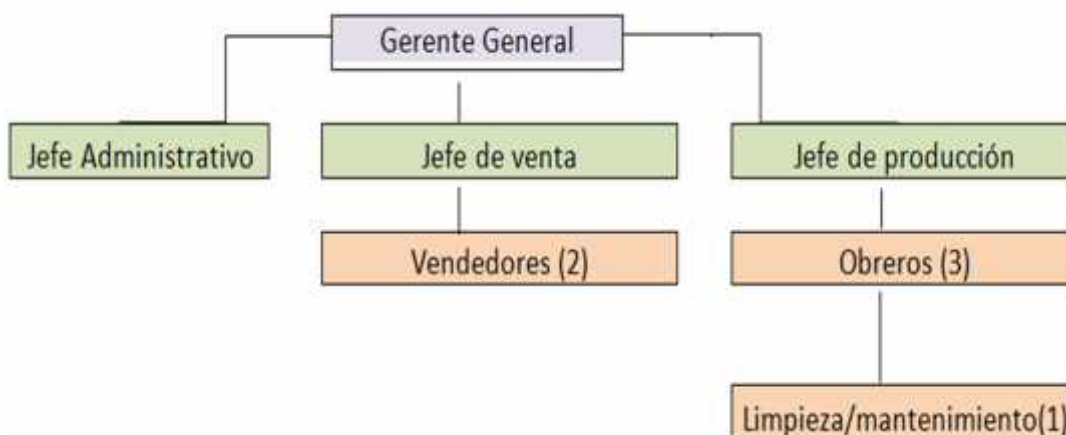 Gerente General
Jefe Administrativo
Jefe de venta
Jefe de producción
Vendedores (2)
Obreros (3)
Limpieza/mantenimiento(1)